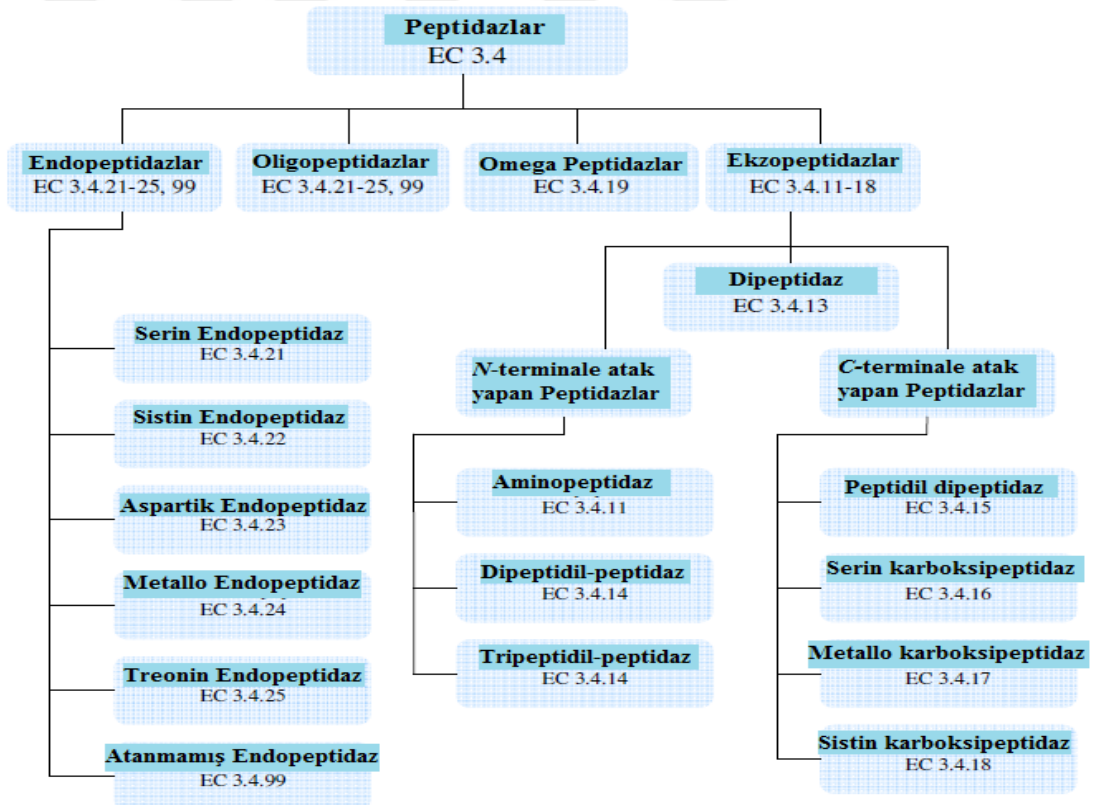 Peptidazlar
EC 3.4
Endopeptidazlar
EC 3.4.21-25, 99
Oligopeptidazlar
EC 3.4.21-25, 99
Omega Peptidazlar
EC 3.4.19
Ekzopeptidazlar
EC 3.4.11-18
Dipeptidaz
EC 3.4.13
Serin Endopeptidaz
EC 3.4.21
Sistin Endopeptidaz
EC 3.4.22
Aspartik Endopeptidaz
EC 3.4.23
Metallo Endopeptidaz
EC 3.4.24
Treonin Endopeptidaz
EC 3.4.25
Atanmamış Endopeptidaz
EC 3.4.99
N-terminale atak
yapan Peptidazlar
Aminopeptidaz
EC 3.4.11
Dipeptidil-peptidaz
EC 3.4.14
Tripeptidil-peptidaz
EC 3.4.14
C-terminale atak
yapan Peptidazlar
Peptidil dipeptidaz
EC 3.4.15
Serin karboksipeptidaz
EC 3.4.16
Metallo karboksipeptidaz
EC 3.4.17
Sistin karboksipeptidaz
EC 3.4.18